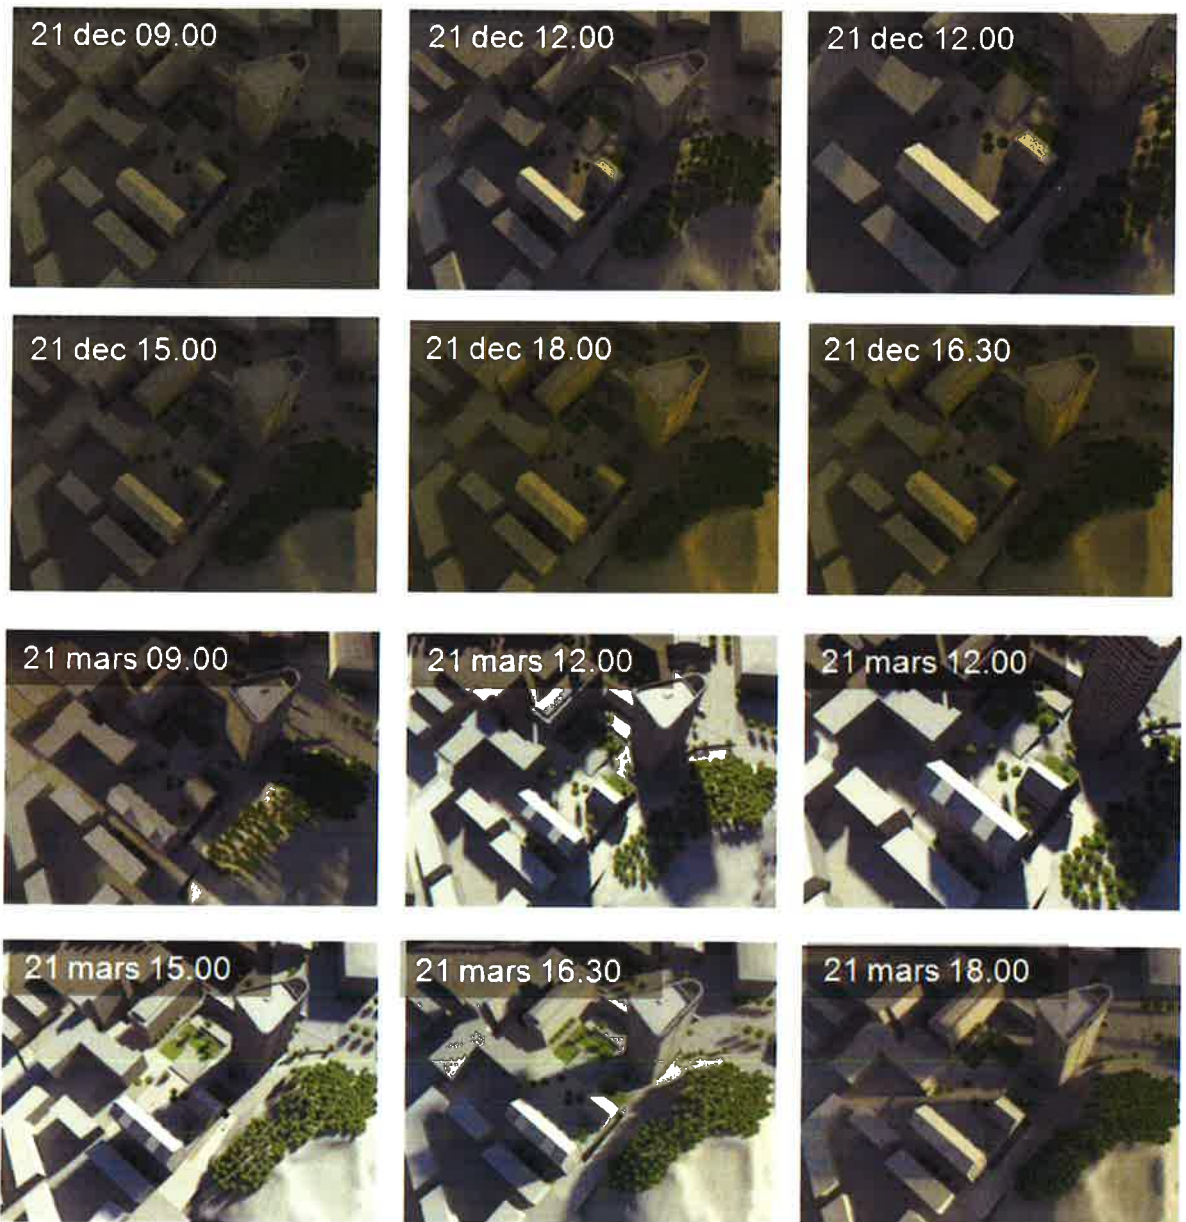 21 dec 09.00
21 dec 12.00
21 dec 12.00
21 dec 15.00
21 dec 18.00
21 dec 16.30
21 mars 09.00
21 mars 12.00
21 mars 12.00
21 mars 15.00
21 mars 16.30
21 mars 18.00